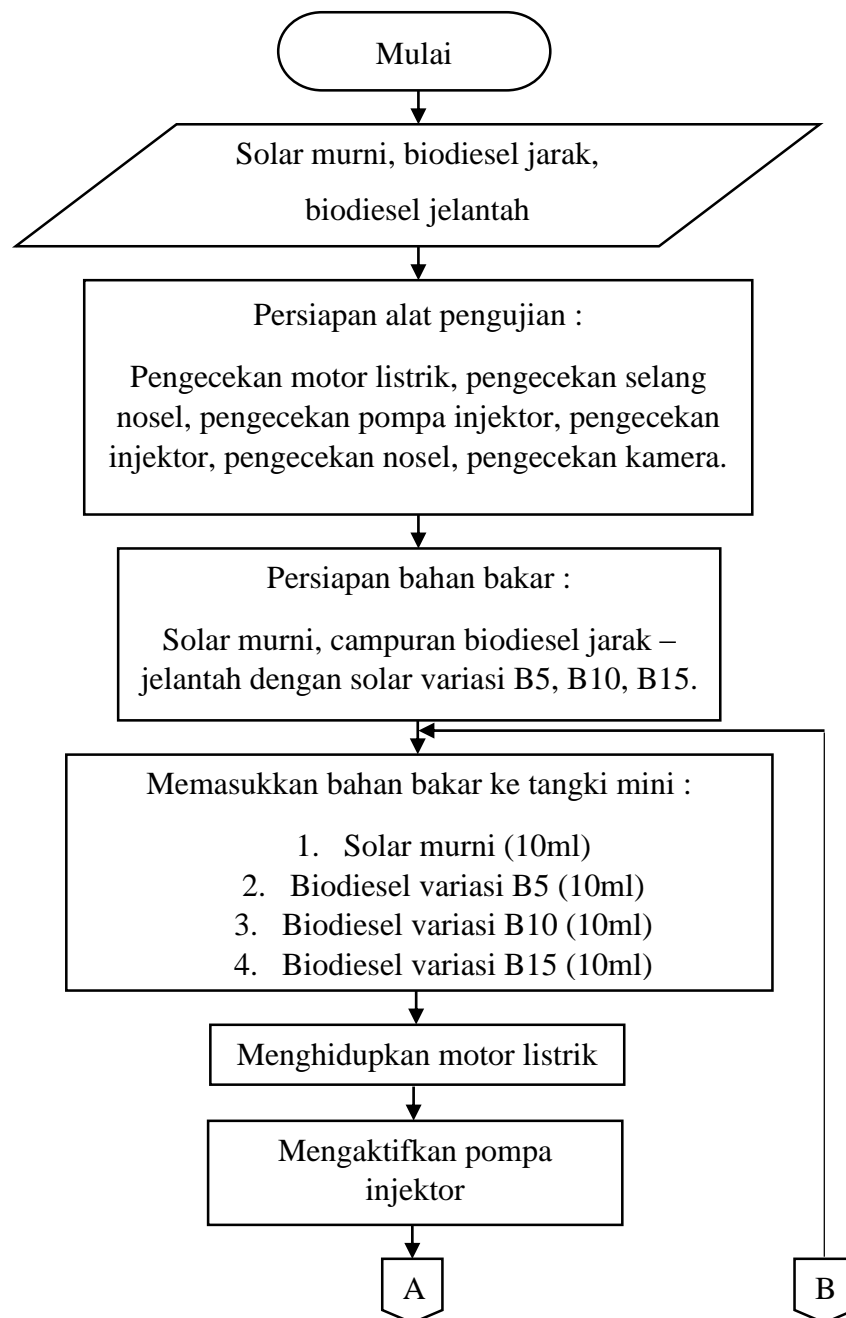 Mulai
Solar murni, biodiesel jarak,
biodiesel jelantah
Persiapan alat pengujian :
Pengecekan motor listrik, pengecekan selang
nosel, pengecekan pompa injektor, pengecekan
injektor, pengecekan nosel, pengecekan kamera.
Persiapan bahan bakar :
Solar murni, campuran biodiesel jarak –
jelantah dengan solar variasi B5, B10, B15.
Memasukkan bahan bakar ke tangki mini :
1. Solar murni (10ml)
2. Biodiesel variasi B5 (10ml)
3. Biodiesel variasi B10 (10ml)
4. Biodiesel variasi B15 (10ml)
Menghidupkan motor listrik
Mengaktifkan pompa
injektor
A
B